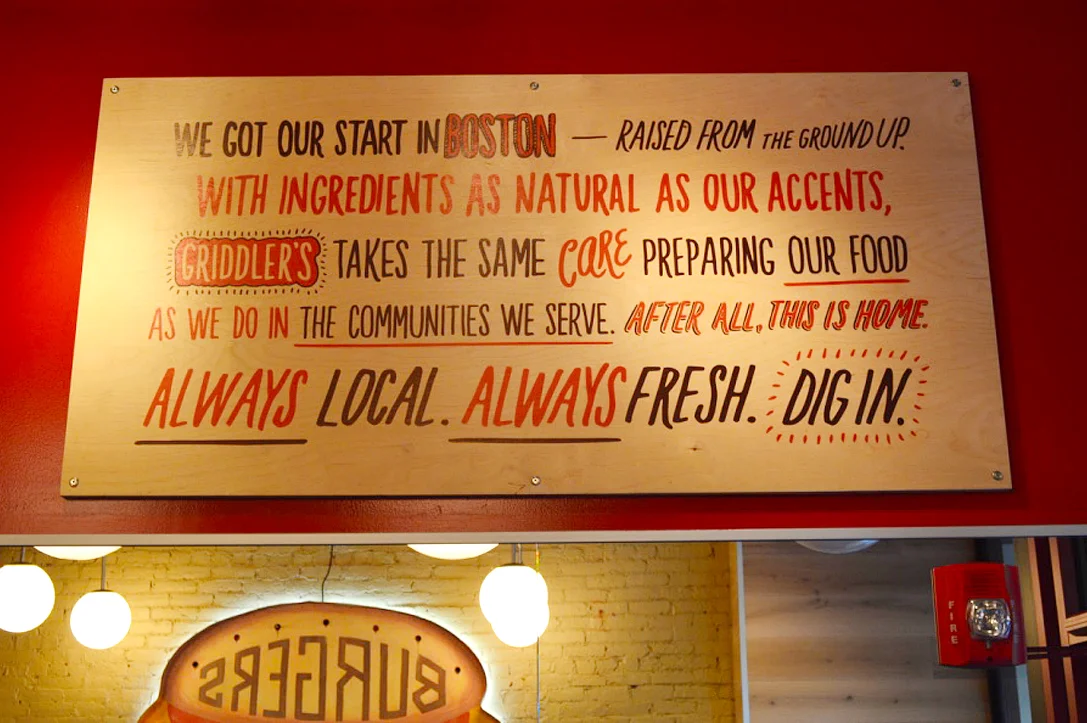 WE GOT OUR START IN BOSTON — RAISED FROM THE GROUND UP.
WITH INGREDIENTS AS NATURAL AS OUR ACCENTS,
GRIDDLER'S TAKES THE SAME CARE PREPARING OUR FOOD
AS WE DO IN THE COMMUNITIES WE SERVE. AFTER ALL, THIS IS HOME.
ALWAYS LOCAL. ALWAYS FRESH. DIG IN.
FIRE
BURGERS